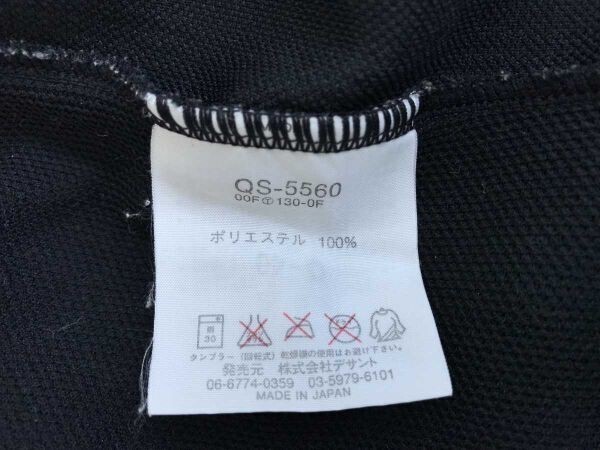 QS-5560
00FⓉ130-0F
ポリエステル 100%
弱
30
タンブラー (回転式) 乾燥機の使用はお避け下さい。
発売元 株式会社デサント
06-6774-0359 03-5979-6101
MADE IN JAPAN